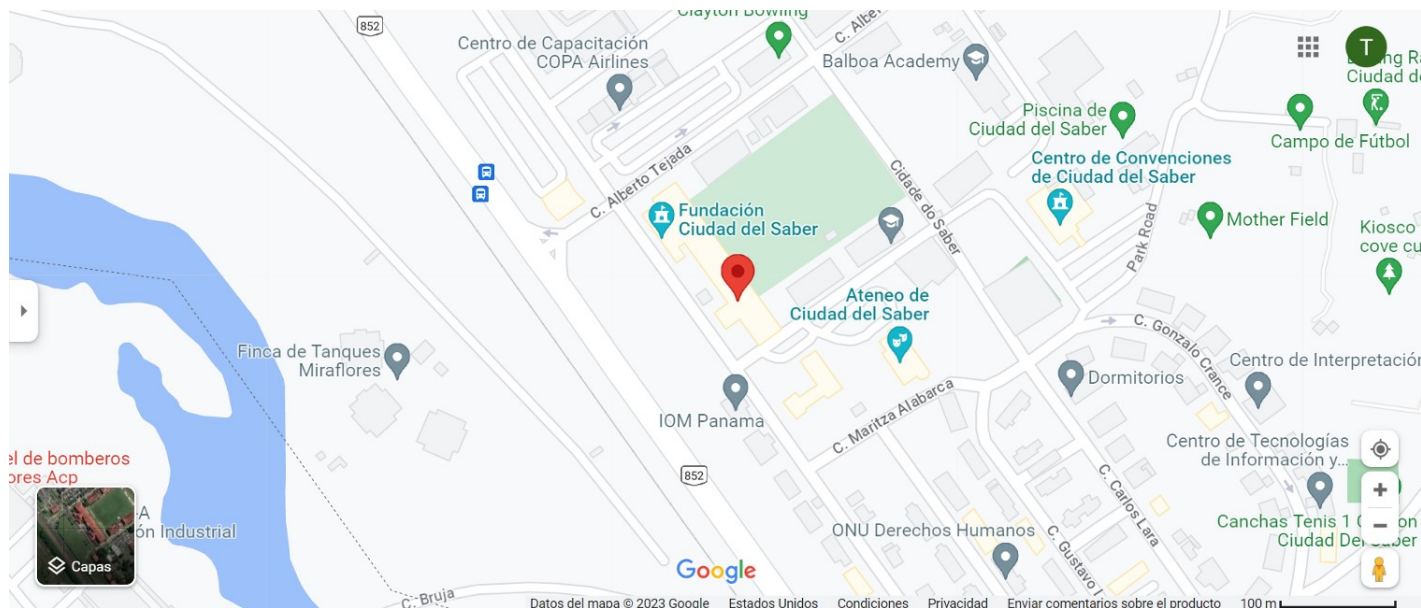 Clayton Bowling
852
C. Alber
Centro de Capacitación
COPA Airlines
Balboa Academy
T
Ciudad de
Piscina de
Ciudad del Saber
Campo de Fútbol
Centro de Convenciones
de Ciudad del Saber
C. Alberto Tejada
Cidade do Saber
Fundación
Ciudad del Saber
Mother Field
Park Road
Kiosco
cove cu
Ateneo de
Ciudad del Saber
C. Gonzalo Crance
Finca de Tanques
Miraflores
Centro de Interpretación
Dormitorios
IOM Panama
C. Maritza Alabarca
el de bomberos
ores Acp
852
Centro de Tecnologías
de Información y...
C. Carlos Lara
A
ón Industrial
Capas
ONU Derechos Humanos
C. Gustavo
Canchas Tenis 1
Ciudad Del Saber
Google
C. Bruja
Datos del mapa © 2023 Google Estados Unidos Condiciones Privacidad Enviar comentarios sobre el producto 100 m